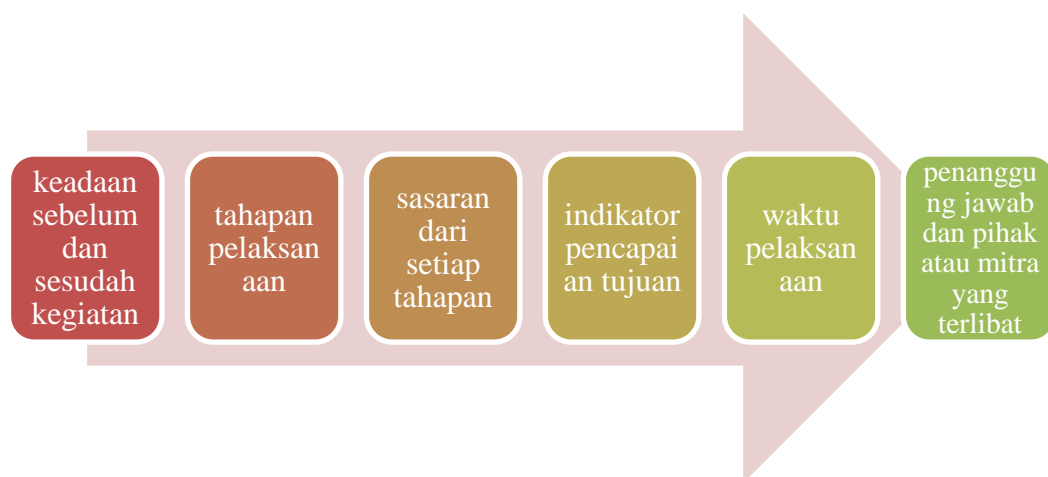 keadaan
sebelum
dan
sesudah
kegiatan
tahapan
pelaksan
aan
sasaran
dari
setiap
tahapan
indikator
pencapai
an tujuan
waktu
pelaksan
aan
penanggu
ng jawab
dan pihak
atau mitra
yang
terlibat